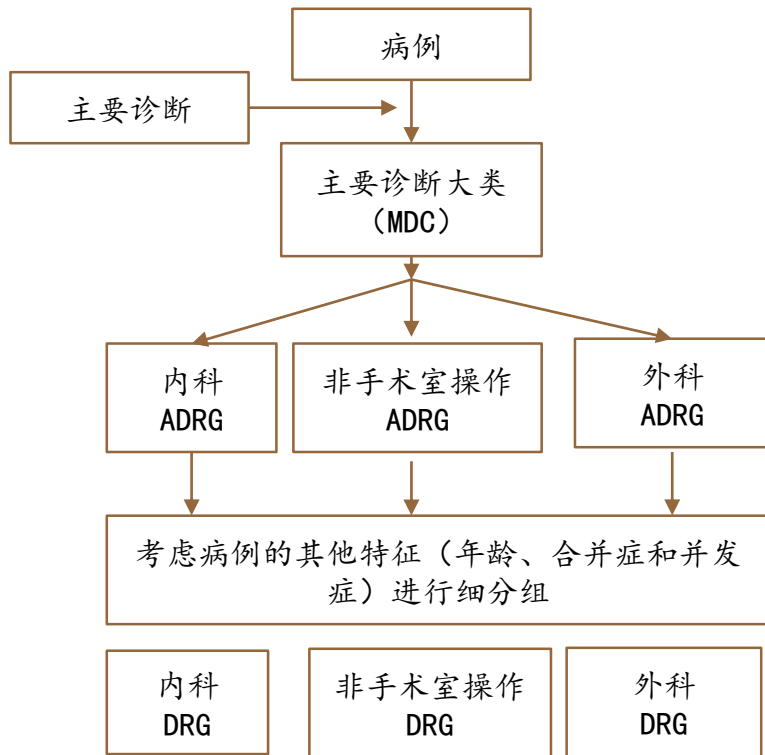 病例
主要诊断
主要诊断大类
（MDC）
内科
ADRG
非手术室操作
ADRG
外科
ADRG
考虑病例的其他特征（年龄、合并症和并发
症）进行细分组
内科
DRG
非手术室操作
DRG
外科
DRG